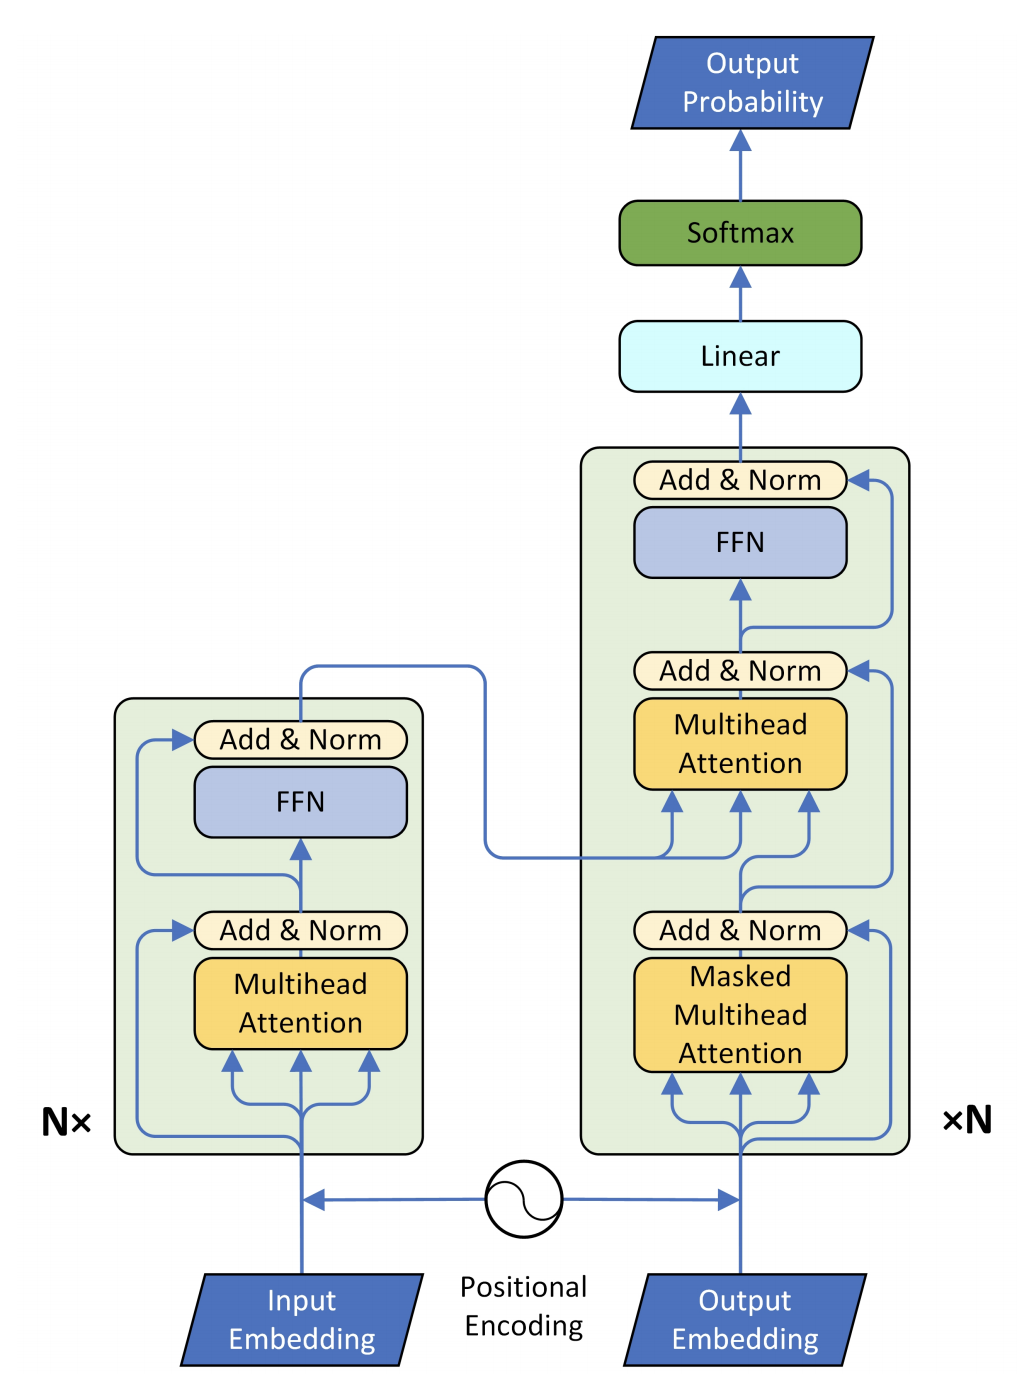 Output
Probability
Softmax
Linear
Add & Norm
FFN
Add & Norm
Multihead
Attention
Add & Norm
Masked
Multihead
Attention
×N
Add & Norm
FFN
Add & Norm
Multihead
Attention
N×
Positional
Encoding
Input
Embedding
Output
Embedding